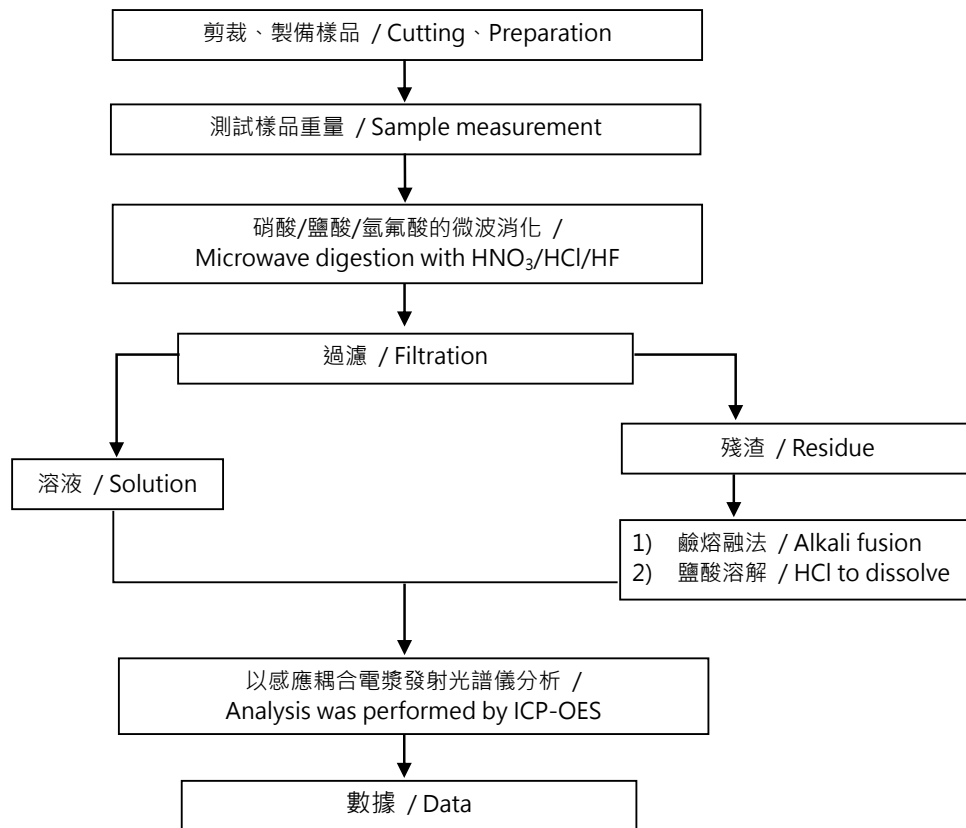 剪裁、製備樣品 / Cutting、Preparation
測試樣品重量 / Sample measurement
硝酸/鹽酸/氫氟酸的微波消化 /
Microwave digestion with HNO₃/HCl/HF
過濾 / Filtration
溶液 / Solution
殘渣 / Residue
1) 鹼熔融法 / Alkali fusion
2) 鹽酸溶解 / HCl to dissolve
以感應耦合電漿發射光譜儀分析 /
Analysis was performed by ICP-OES
數據 / Data